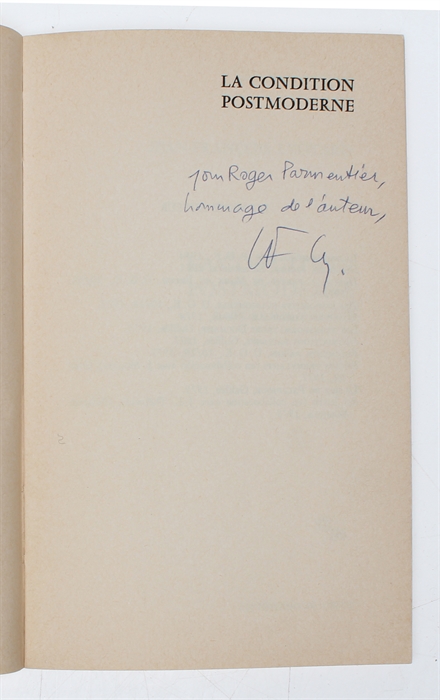 LA CONDITION
POSTMODERNE
pour Roger Parmentier,
hommage de l'auteur,